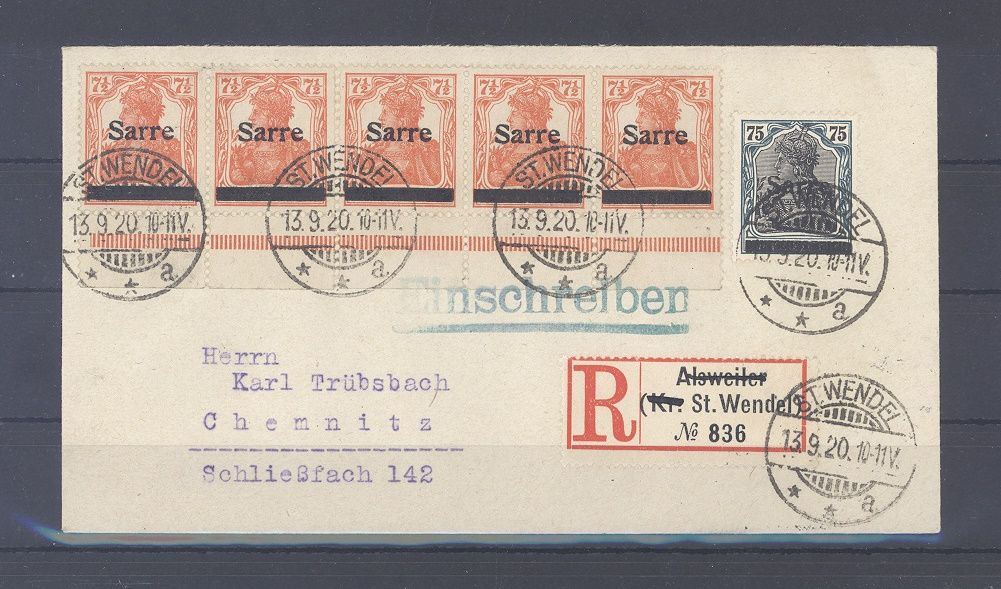 7½ 7½ 7½ 7½ 7½ 7½ 7½ 7½ 7½ 7½
Sarre Sarre Sarre Sarre Sarre
75 75
Sarre
ST.WENDEL
13.9.20.10-11V.
a
ST.WENDEL
13.9.20.10-11V.
a
ST.WENDEL
13.9.20.10-11V.
a
ST.WENDEL
13.9.20.10-11V.
a
Einschreiben
Herrn
Karl Trübsbach
Chemnitz
Schließfach 142
R
Alsweiler
(Kr. St. Wendel)
№ 836
ST.WENDEL
13.9.20.10-11V.
a